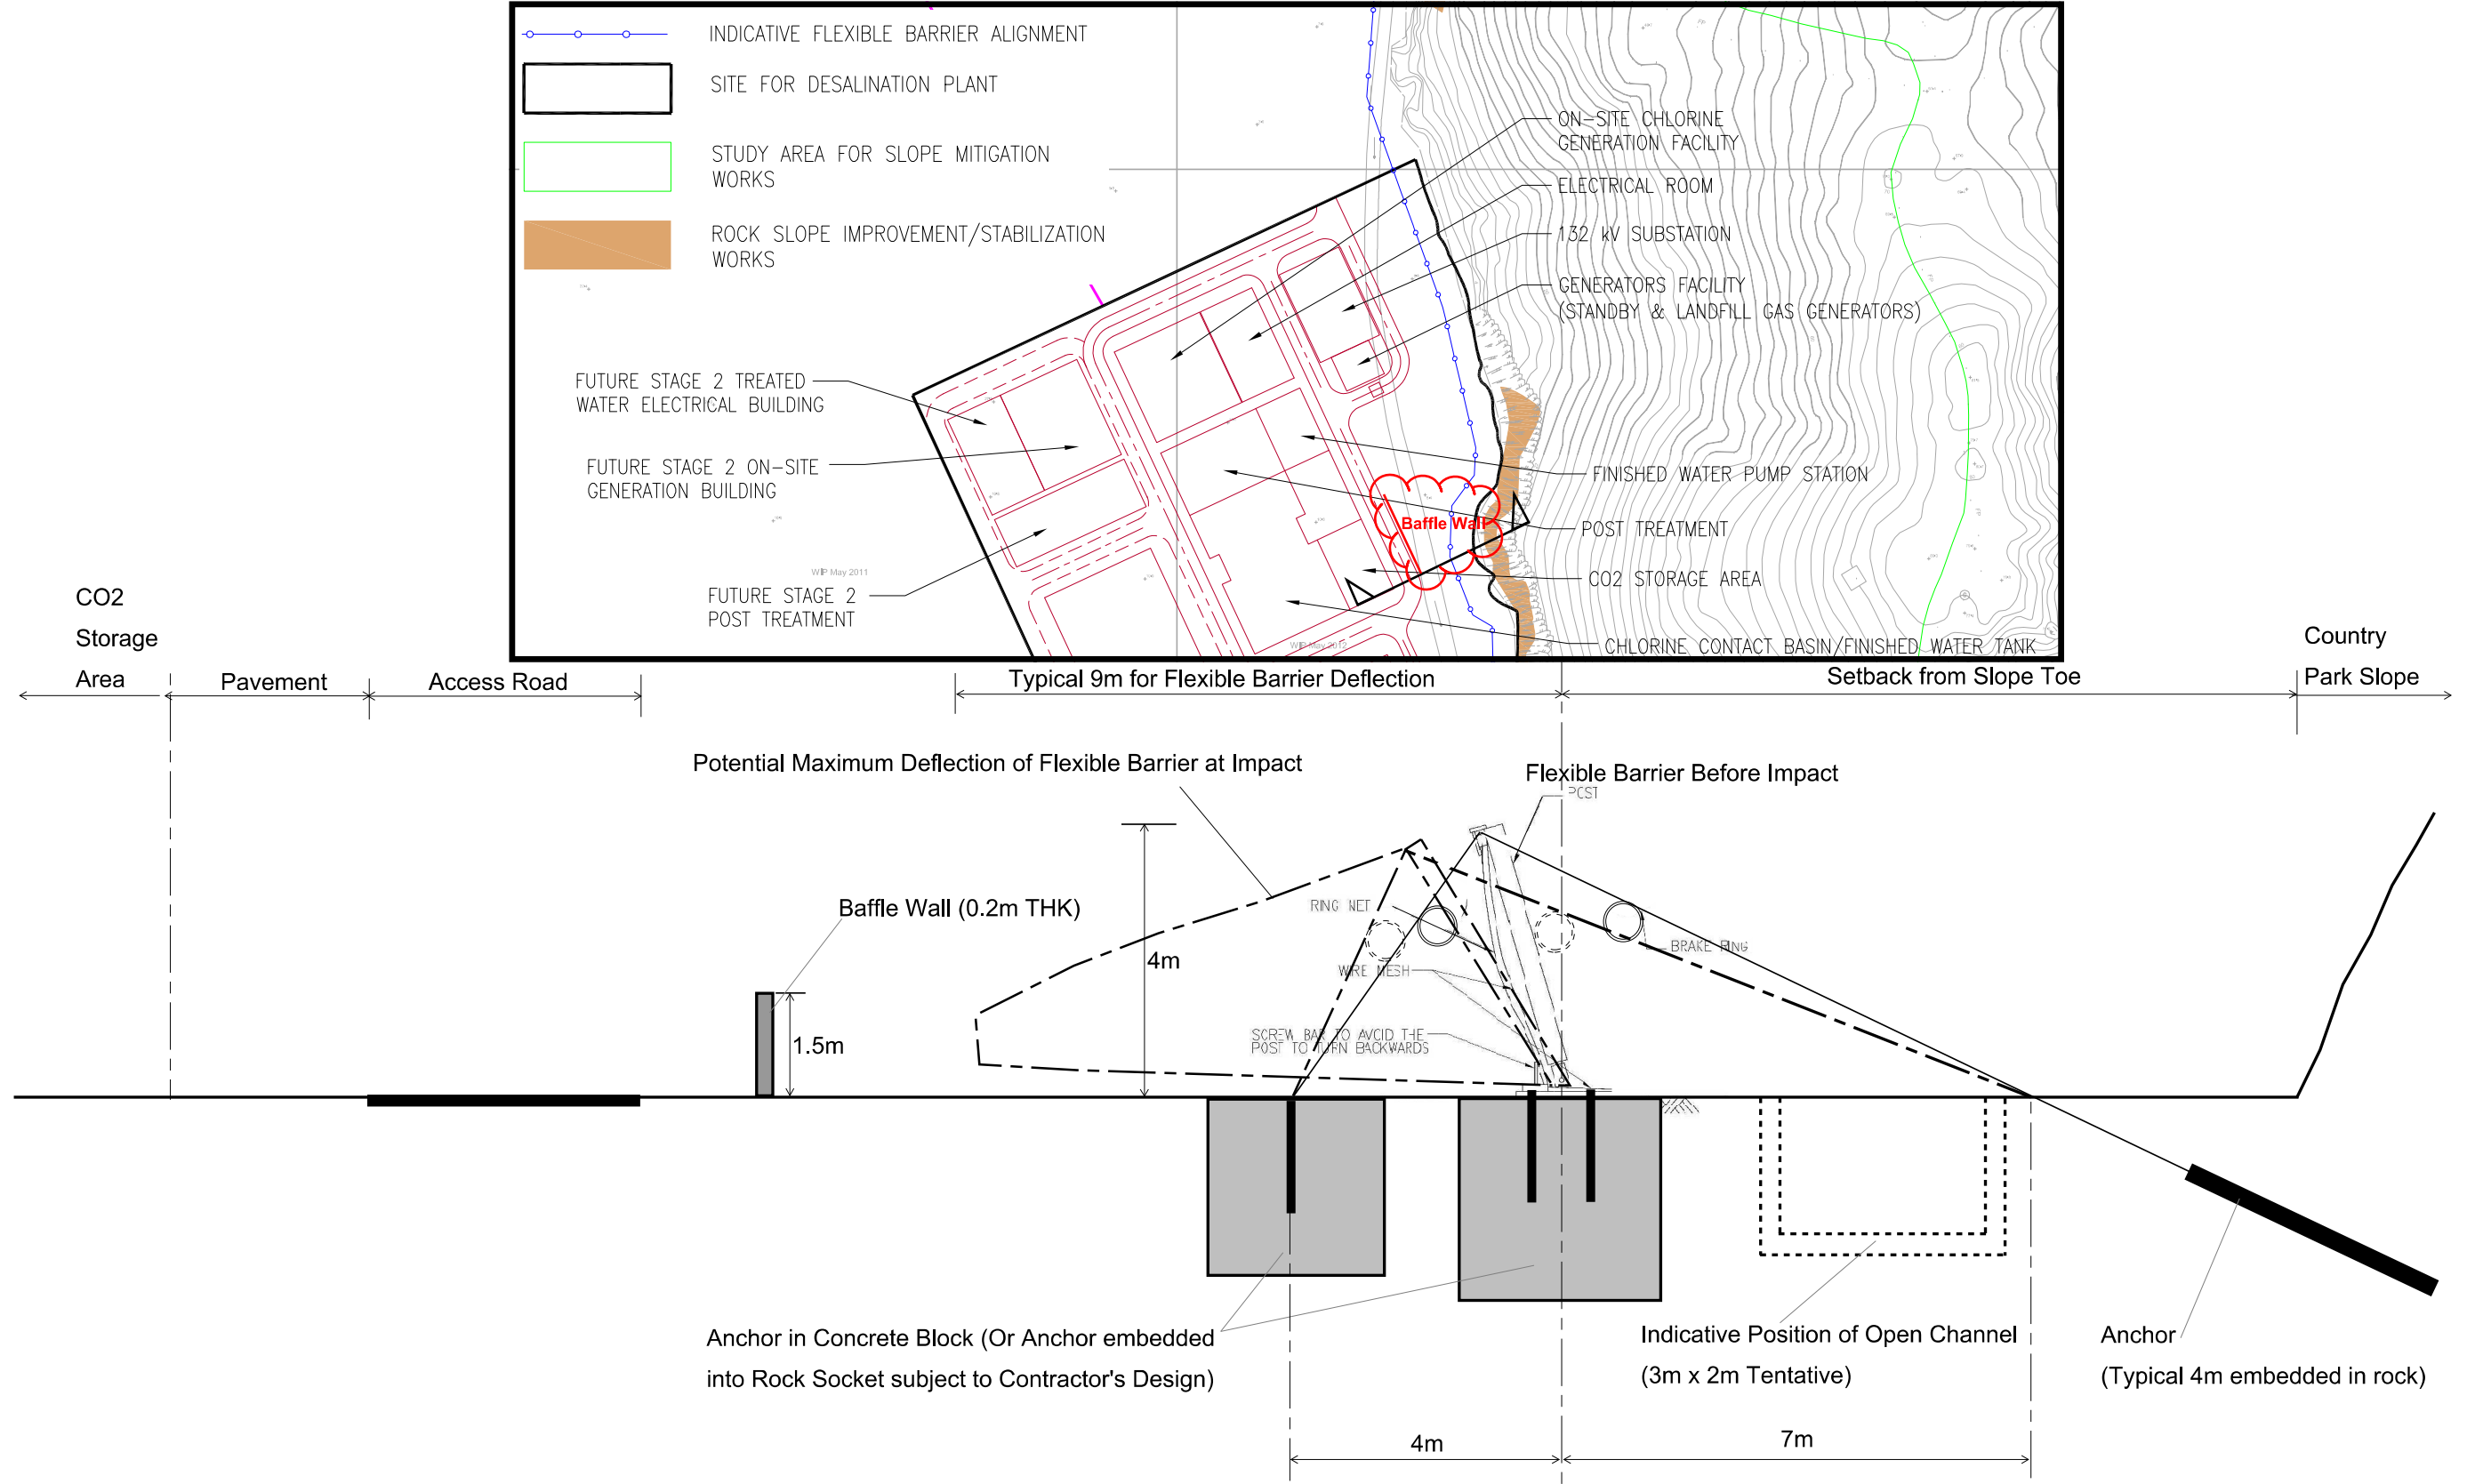 INDICATIVE FLEXIBLE BARRIER ALIGNMENT
SITE FOR DESALINATION PLANT
STUDY AREA FOR SLOPE MITIGATION
WORKS
ROCK SLOPE IMPROVEMENT/STABILIZATION
WORKS
ON-SITE CHLORINE
GENERATION FACILITY
ELECTRICAL ROOM
132 kV SUBSTATION
GENERATORS FACILITY
(STANDBY & LANDFILL GAS GENERATORS)
FUTURE STAGE 2 TREATED
WATER ELECTRICAL BUILDING
FUTURE STAGE 2 ON-SITE
GENERATION BUILDING
FINISHED WATER PUMP STATION
Baffle Wall
POST TREATMENT
WIP May 2011
CO2 STORAGE AREA
FUTURE STAGE 2
POST TREATMENT
WIP May 2012
CHLORINE CONTACT BASIN/FINISHED WATER TANK
CO2
Storage
Area
Pavement
Access Road
Typical 9m for Flexible Barrier Deflection
Setback from Slope Toe
Country
Park Slope
Potential Maximum Deflection of Flexible Barrier at Impact
Flexible Barrier Before Impact
POST
Baffle Wall (0.2m THK)
RING NET
4m
BRAKE RING
WIRE MESH
1.5m
SCREW BAR TO AVOID THE
POST TO TURN BACKWARDS
Anchor in Concrete Block (Or Anchor embedded
into Rock Socket subject to Contractor's Design)
Indicative Position of Open Channel
(3m x 2m Tentative)
Anchor
(Typical 4m embedded in rock)
4m
7m